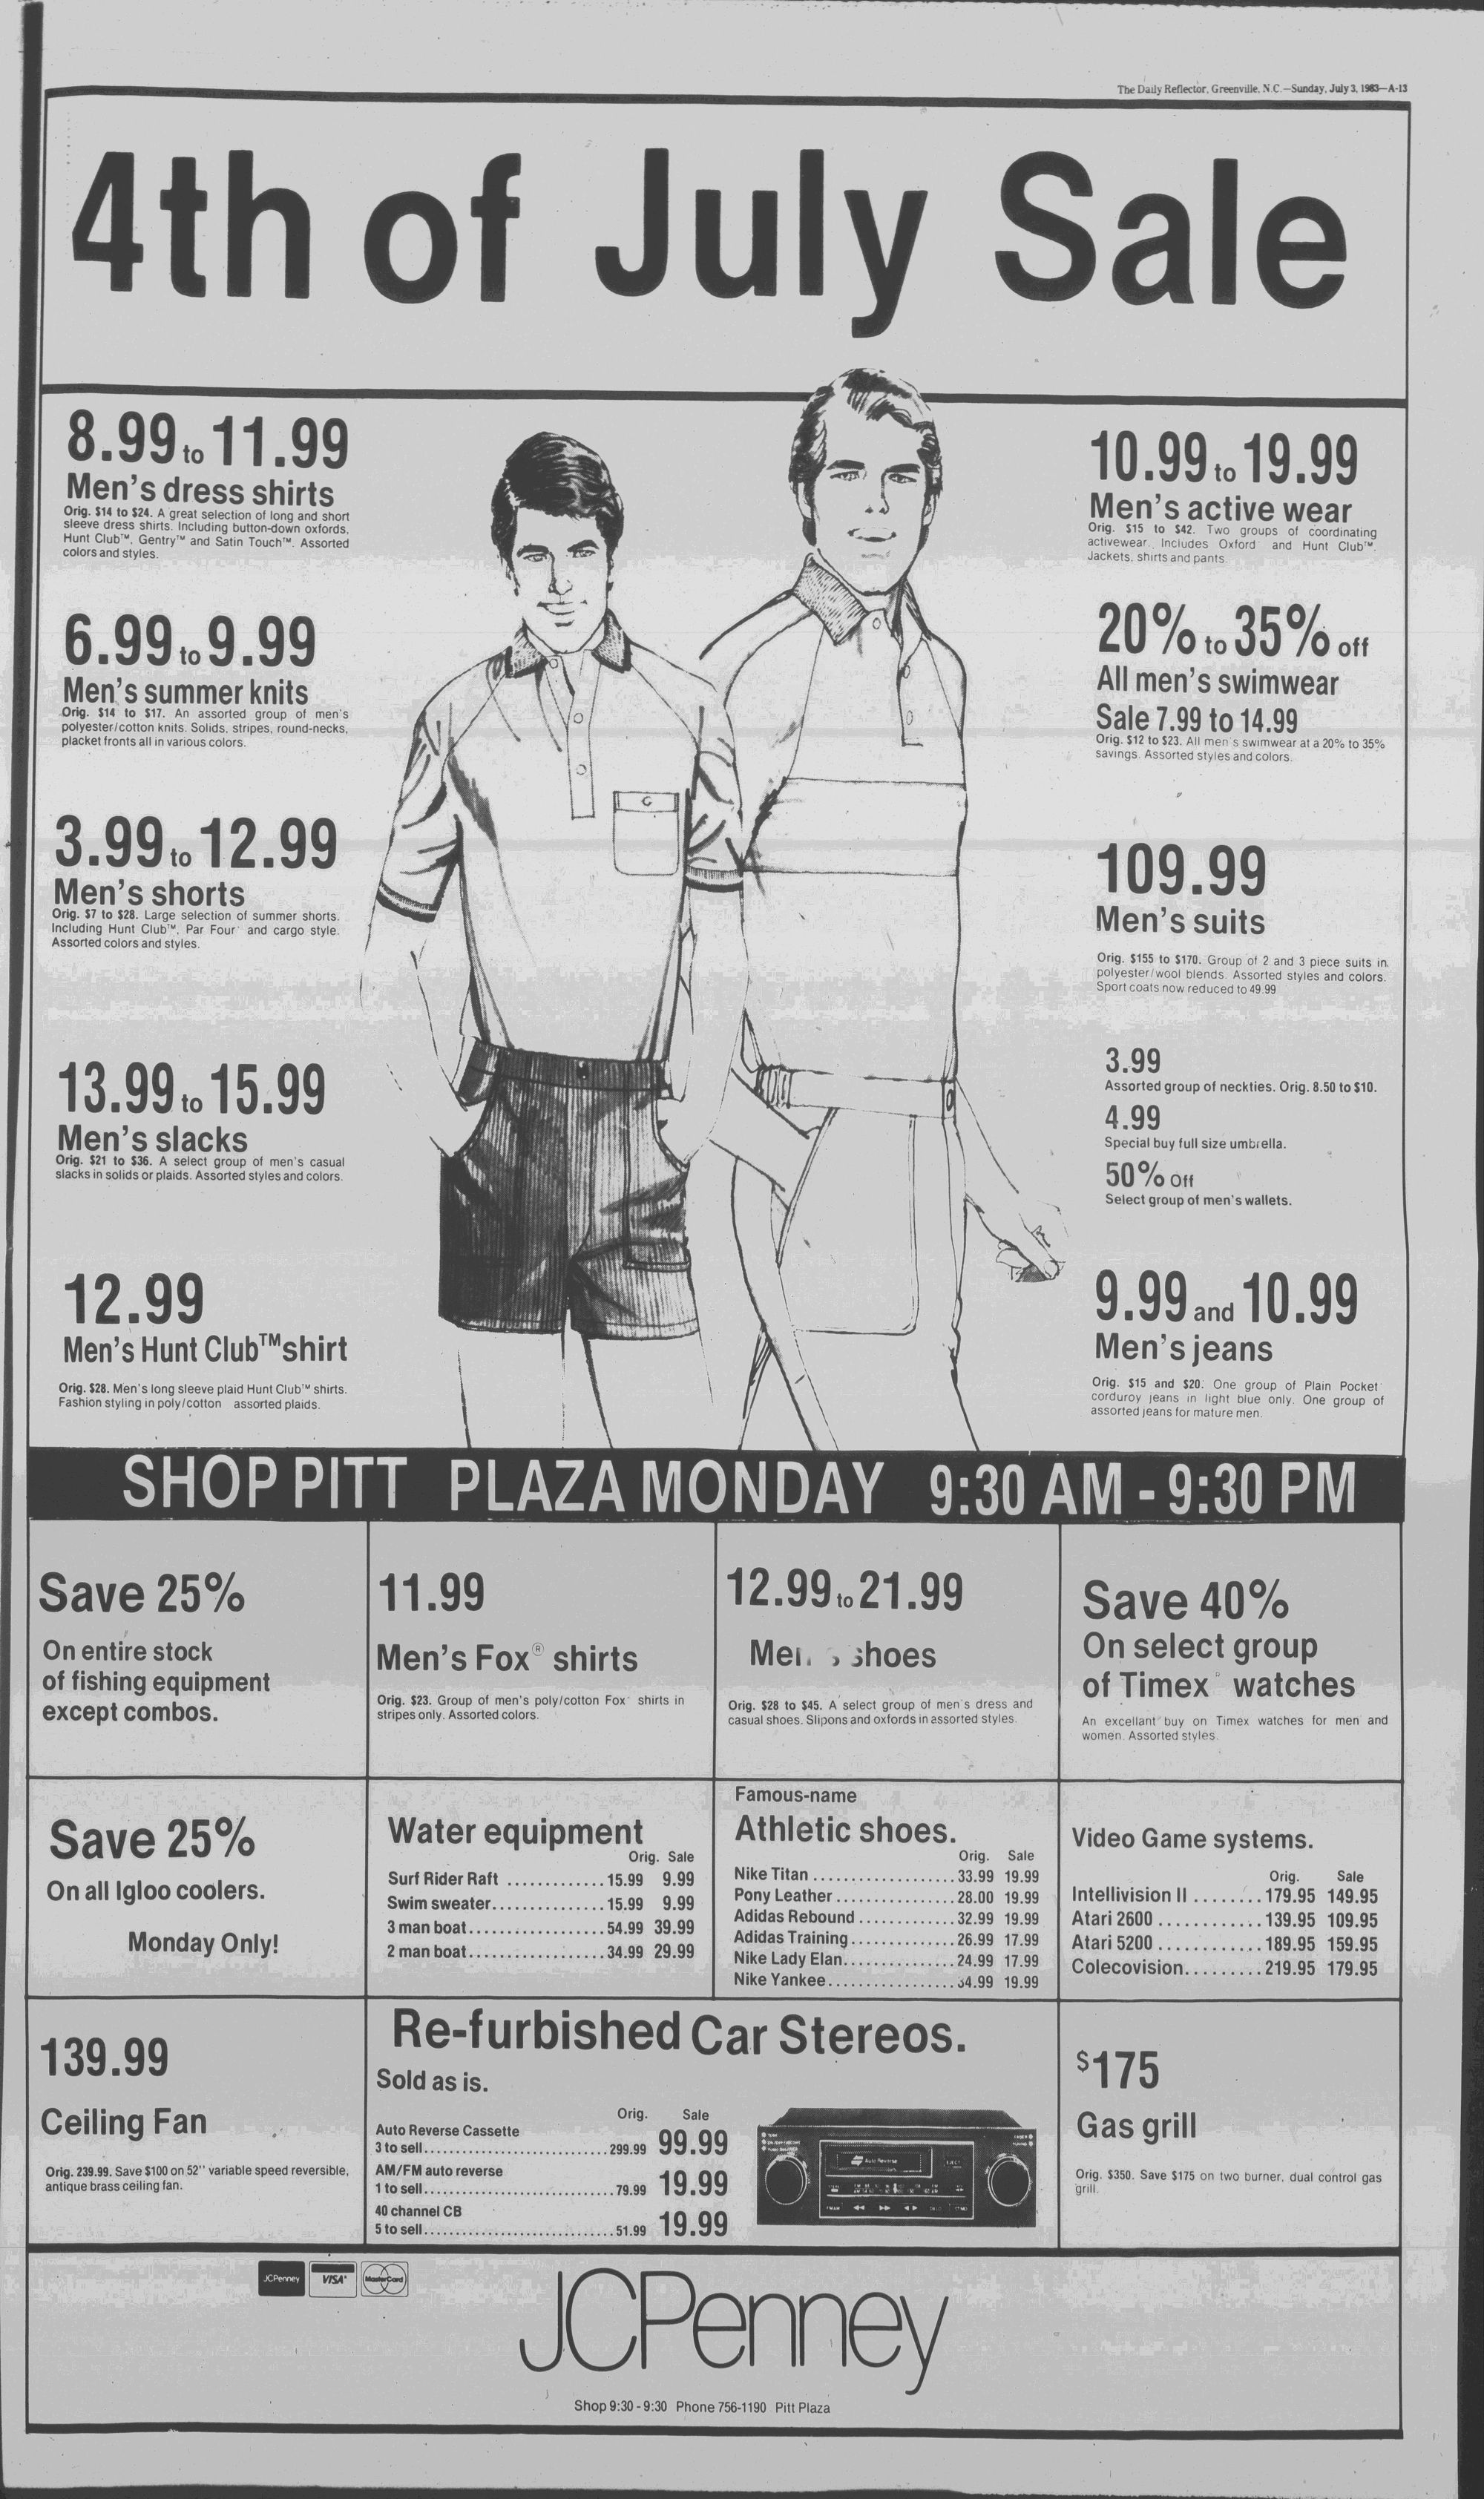 The Daily Reflector, Greenville, N.C.—Sunday, July 3, 1983—A-13
4th of July Sale
8.99 to 11.99
Men's dress shirts
Orig. $14 to $24. A great selection of long and short
sleeve dress shirts. Including button-down oxfords,
Hunt Club™, Gentry™ and Satin Touch™. Assorted
colors and styles.
6.99 to 9.99
Men's summer knits
Orig. $14 to $17. An assorted group of men's
polyester/cotton knits. Solids, stripes, round-necks,
placket fronts all in various colors.
3.99 to 12.99
Men's shorts
Orig. $7 to $28. Large selection of summer shorts.
Including Hunt Club™, Par Four and cargo style.
Assorted colors and styles.
13.99 to 15.99
Men's slacks
Orig. $21 to $36. A select group of men's casual
slacks in solids or plaids. Assorted styles and colors.
12.99
Men's Hunt Club™ shirt
Orig. $28. Men's long sleeve plaid Hunt Club™ shirts.
Fashion styling in poly/cotton assorted plaids.
10.99 to 19.99
Men's active wear
Orig. $15 to $42. Two groups of coordinating
activewear. Includes Oxford and Hunt Club™.
Jackets, shirts and pants.
20% to 35% off
All men's swimwear
Sale 7.99 to 14.99
Orig. $12 to $23. All men's swimwear at a 20% to 35%
savings. Assorted styles and colors.
109.99
Men's suits
Orig. $155 to $170. Group of 2 and 3 piece suits in
polyester/wool blends. Assorted styles and colors.
Sport coats now reduced to 49.99
3.99
Assorted group of neckties. Orig. 8.50 to $10.
4.99
Special buy full size umbrella.
50% Off
Select group of men's wallets.
9.99 and 10.99
Men's jeans
Orig. $15 and $20. One group of Plain Pocket
corduroy jeans in light blue only. One group of
assorted jeans for mature men.
SHOP PITT PLAZA MONDAY 9:30 AM - 9:30 PM
Save 25%
On entire stock
of fishing equipment
except combos.
11.99
Men's Fox® shirts
Orig. $23. Group of men's poly/cotton Fox shirts in
stripes only. Assorted colors.
12.99 to 21.99
Men's shoes
Orig. $28 to $45. A select group of men's dress and
casual shoes. Slipons and oxfords in assorted styles.
Save 40%
On select group
of Timex® watches
An excellant buy on Timex watches for men and
women. Assorted styles.
Save 25%
On all Igloo coolers.
Monday Only!
Water equipment
Orig. Sale
Surf Rider Raft ............. 15.99 9.99
Swim sweater............... 15.99 9.99
3 man boat................... 54.99 39.99
2 man boat................... 34.99 29.99
Famous-name
Athletic shoes.
Orig. Sale
Nike Titan ................... 33.99 19.99
Pony Leather ................ 28.00 19.99
Adidas Rebound ............. 32.99 19.99
Adidas Training.............. 26.99 17.99
Nike Lady Elan............... 24.99 17.99
Nike Yankee................. 34.99 19.99
Video Game systems.
Orig. Sale
Intellivision II ........ 179.95 149.95
Atari 2600 ............ 139.95 109.95
Atari 5200 ............ 189.95 159.95
Colecovision......... 219.95 179.95
139.99
Ceiling Fan
Orig. 239.99. Save $100 on 52" variable speed reversible,
antique brass ceiling fan.
Re-furbished Car Stereos.
Sold as is.
Orig. Sale
Auto Reverse Cassette
3 to sell............................ 299.99 99.99
AM/FM auto reverse
1 to sell............................. 79.99 19.99
40 channel CB
5 to sell............................. 51.99 19.99
Auto Reverse
EJECT
$175
Gas grill
Orig. $350. Save $175 on two burner, dual control gas
grill.
JCPenney
VISA
MasterCard
JCPenney
Shop 9:30 - 9:30 Phone 756-1190 Pitt Plaza